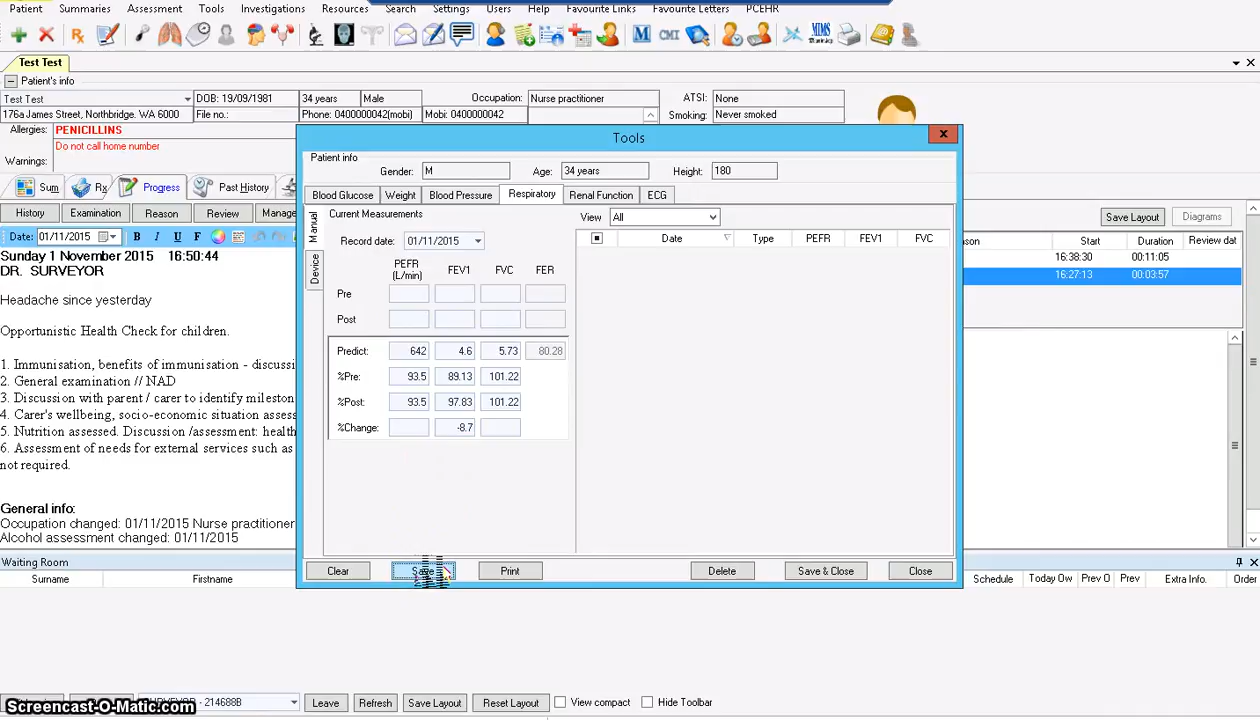 Patient Summaries Assessment Tools Investigations Resources Search Settings Users Help Favourite Links Favourite Letters PCEHR
M CMI MIMS
Test Test
Patient's info
Test Test DOB: 19/09/1981 34 years Male Occupation: Nurse practitioner ATSI: None
176a James Street, Northbridge. WA 6000 File no.: Phone: 0400000042(mobi) Mobi: 0400000042 Smoking: Never smoked
Allergies: PENICILLINS
Do not call home number
Warnings:
Tools
Patient info
Gender: M Age: 34 years Height: 180
Sum Rx Progress Past History
Blood Glucose Weight Blood Pressure Respiratory Renal Function ECG
History Examination Reason Review Manage
Save Layout Diagrams
Manual
Device
Current Measurements
View All
Date: 01/11/2015 B I U F
Record date: 01/11/2015
Date Type PEFR FEV1 FVC
Start Duration Review dat
Sunday 1 November 2015 16:50:44
16:38:30 00:11:05
DR. SURVEYOR
PEFR (L/min) FEV1 FVC FER
16:27:13 00:03:57
Headache since yesterday
Pre
Post
Opportunistic Health Check for children.
Predict: 642 4.6 5.73 80.28
%Pre: 93.5 89.13 101.22
%Post: 93.5 97.83 101.22
%Change: -8.7
1. Immunisation, benefits of immunisation - discussi
2. General examination // NAD
3. Discussion with parent / carer to identify mileston
4. Carer's wellbeing, socio-economic situation assess
5. Nutrition assessed. Discussion /assessment: health
6. Assessment of needs for external services such as
not required.
General info:
Occupation changed: 01/11/2015 Nurse practitioner
Alcohol assessment changed: 01/11/2015
Clear Save Print Delete Save & Close Close
Waiting Room
Surname Firstname Schedule Today Ow Prev O Prev Extra Info. Order
SURVEYOR - 214688B Leave Refresh Save Layout Reset Layout View compact Hide Toolbar
Screencast-O-Matic.com